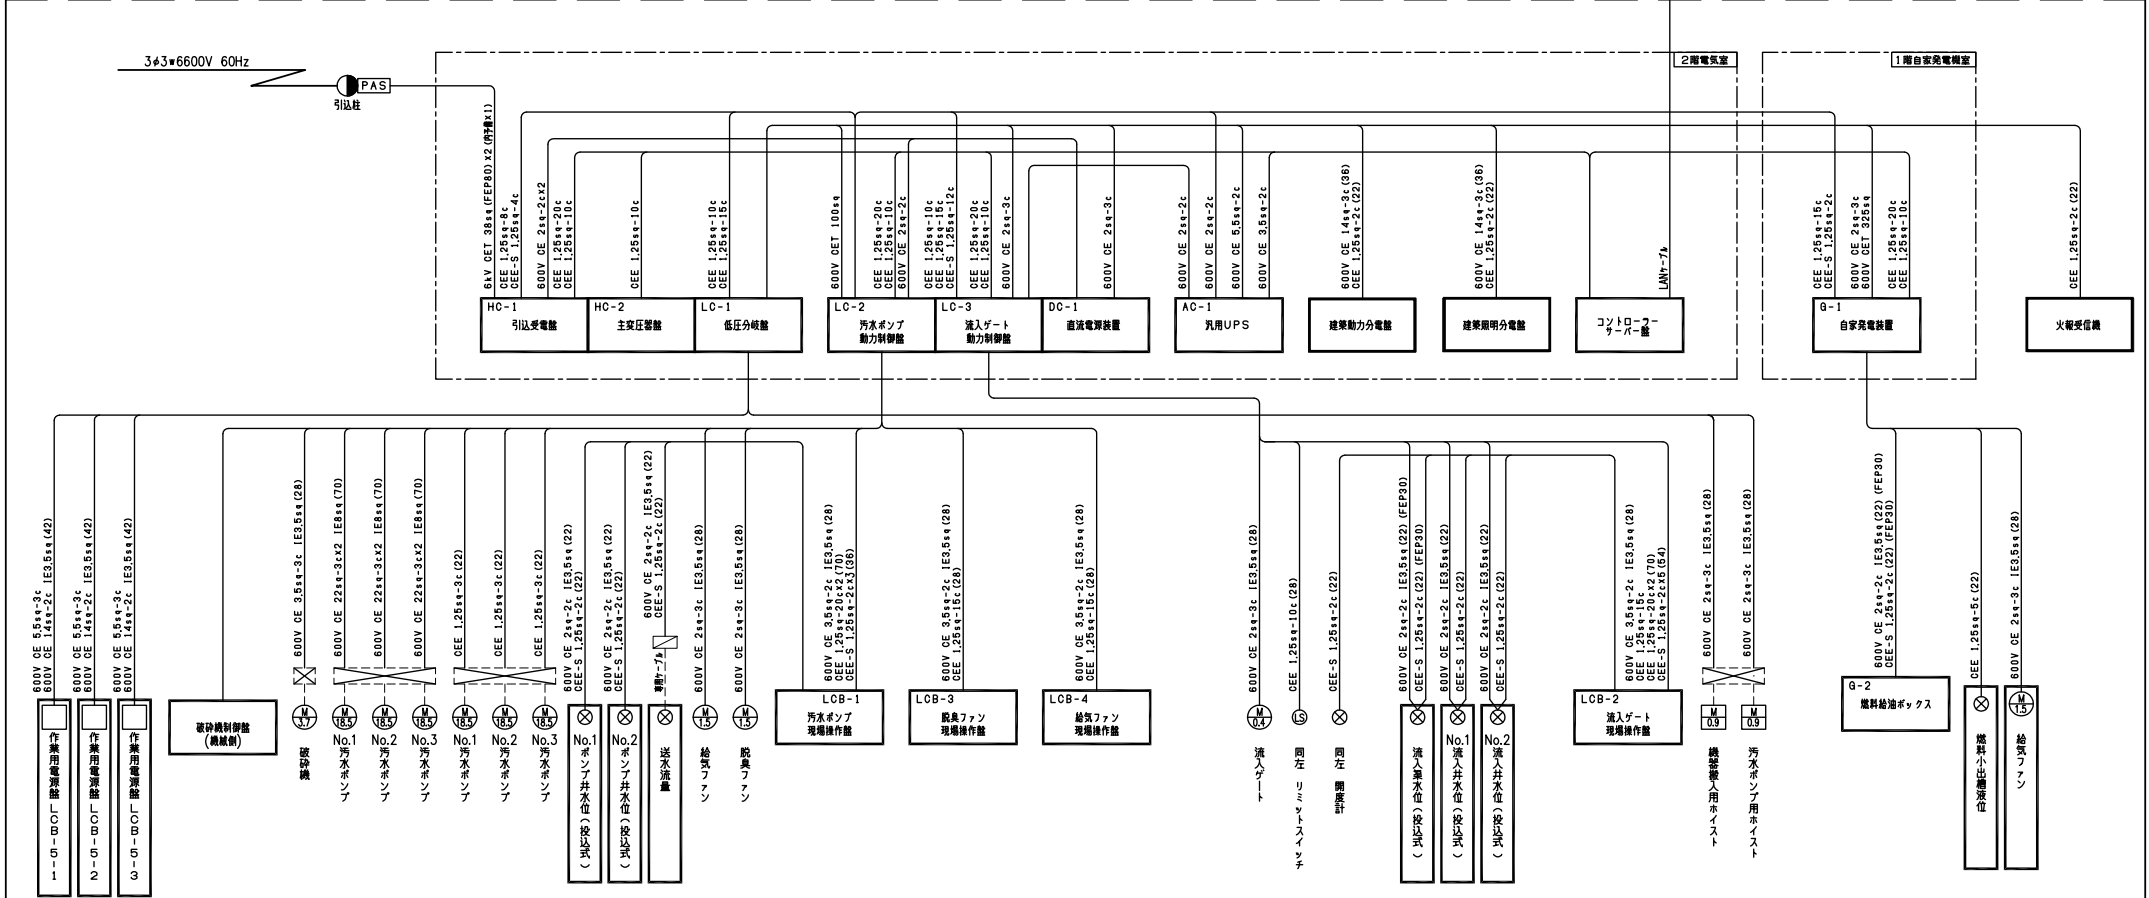 3φ3w6600V 60Hz
PAS
引込柱
2階電気室
1階自家発電機室
6kV CET 38sq (FEP80) x2 (内予備x1)
CEE 1.25sq-8c
CEE-S 1.25sq-4c
600V CE 2sq-2cx2
CEE 1.25sq-20c
CEE 1.25sq-10c
CEE 1.25sq-10c
CEE 1.25sq-10c
CEE 1.25sq-15c
600V CET 100sq
CEE 1.25sq-20c
CEE 1.25sq-10c
600V CE 2sq-2c
CEE 1.25sq-10c
CEE 1.25sq-15c
CEE-S 1.25sq-12c
CEE 1.25sq-20c
CEE 1.25sq-10c
600V CE 2sq-3c
600V CE 2sq-3c
600V CE 2sq-2c
600V CE 2sq-2c
600V CE 5.5sq-2c
600V CE 3.5sq-2c
600V CE 14sq-3c (36)
CEE 1.25sq-2c (22)
600V CE 14sq-3c (36)
CEE 1.25sq-2c (22)
LANケーブル
CEE 1.25sq-15c
CEE-S 1.25sq-2c
600V CE 2sq-3c
600V CET 325sq
CEE 1.25sq-20c
CEE 1.25sq-10c
CEE 1.25sq-2c (22)
HC-1
引込受電盤
HC-2
主変圧器盤
LC-1
低圧分岐盤
LC-2
汚水ポンプ
動力制御盤
LC-3
流入ゲート
動力制御盤
DC-1
直流電源装置
AC-1
汎用UPS
建築動力分電盤
建築照明分電盤
コントローラー
サーバー盤
G-1
自家発電装置
火報受信機
600V CE 5.5sq-3c
600V CE 14sq-2c IE3.5sq (42)
600V CE 5.5sq-3c
600V CE 14sq-2c IE3.5sq (42)
600V CE 5.5sq-3c
600V CE 14sq-2c IE3.5sq (42)
600V CE 3.5sq-3c IE3.5sq (28)
600V CE 22sq-3cx2 IE8sq (70)
600V CE 22sq-3cx2 IE8sq (70)
600V CE 22sq-3cx2 IE8sq (70)
CEE 1.25sq-3c (22)
CEE 1.25sq-3c (22)
CEE 1.25sq-3c (22)
600V CE 2sq-2c IE3.5sq (22)
CEE-S 1.25sq-2c (22)
600V CE 2sq-2c IE3.5sq (22)
CEE-S 1.25sq-2c (22)
600V CE 2sq-2c IE3.5sq (22)
CEE-S 1.25sq-2c (22)
専用ケーブル
600V CE 2sq-3c IE3.5sq (28)
600V CE 2sq-3c IE3.5sq (28)
600V CE 3.5sq-2c IE3.5sq (28)
CEE 1.25sq-20cx2 (70)
CEE-S 1.25sq-2cx3 (36)
600V CE 3.5sq-2c IE3.5sq (28)
CEE 1.25sq-15c (28)
600V CE 3.5sq-2c IE3.5sq (28)
CEE 1.25sq-15c (28)
600V CE 2sq-3c IE3.5sq (28)
CEE 1.25sq-10c (28)
CEE-S 1.25sq-2c (22)
600V CE 2sq-2c IE3.5sq (22) (FEP30)
CEE-S 1.25sq-2c (22) (FEP30)
600V CE 2sq-2c IE3.5sq (22)
CEE-S 1.25sq-2c (22)
600V CE 2sq-2c IE3.5sq (22)
CEE-S 1.25sq-2c (22)
600V CE 3.5sq-2c IE3.5sq (28)
CEE 1.25sq-15c
CEE 1.25sq-20cx2 (70)
CEE-S 1.25sq-2cx5 (54)
600V CE 2sq-3c IE3.5sq (28)
600V CE 2sq-3c IE3.5sq (28)
600V CE 2sq-2c IE3.5sq (22) (FEP30)
CEE-S 1.25sq-2c (22) (FEP30)
CEE 1.25sq-5c (22)
600V CE 2sq-3c IE3.5sq (28)
作業用電源盤LCB-5-1
作業用電源盤LCB-5-2
作業用電源盤LCB-5-3
破砕機制御盤
(機械側)
M 3.7
破砕機
M 18.5
No.1
汚水ポンプ
M 18.5
No.2
汚水ポンプ
M 18.5
No.3
汚水ポンプ
M 18.5
No.1
汚水ポンプ
M 18.5
No.2
汚水ポンプ
M 18.5
No.3
汚水ポンプ
No.1
ポンプ井水位(投込式)
No.2
ポンプ井水位(投込式)
送水流量
M 1.5
給気ファン
M 1.5
脱臭ファン
LCB-1
汚水ポンプ
現場操作盤
LCB-3
脱臭ファン
現場操作盤
LCB-4
給気ファン
現場操作盤
M 0.4
流入ゲート
LS
同左 リミットスイッチ
同左 開度計
流入渠水位(投込式)
No.1
流入井水位(投込式)
No.2
流入井水位(投込式)
LCB-2
流入ゲート
現場操作盤
M 0.9
機器搬入用ホイスト
M 0.9
汚水ポンプ用ホイスト
G-2
燃料給油ボックス
燃料小出槽液位
M 1.5
給気ファン